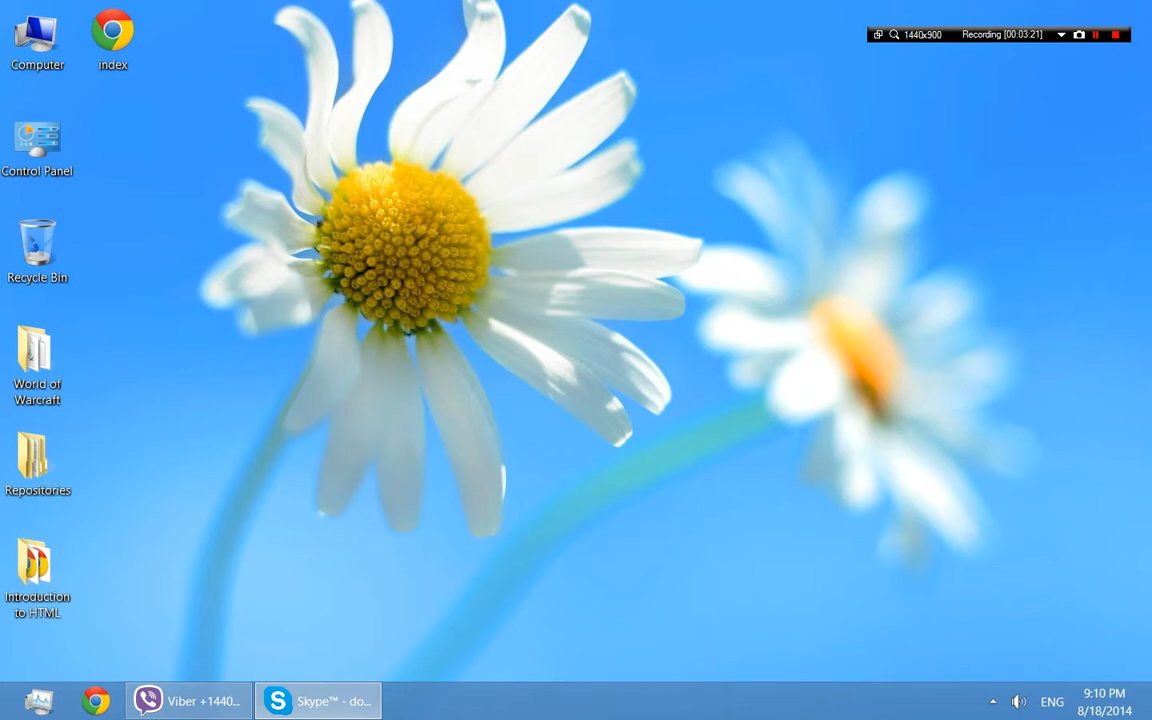 Computer
index
1440x900
Recording [00:03:21]
Control Panel
Recycle Bin
World of
Warcraft
Repositories
Introduction
to HTML
Viber +1440...
Skype™ - do...
ENG
9:10 PM
8/18/2014